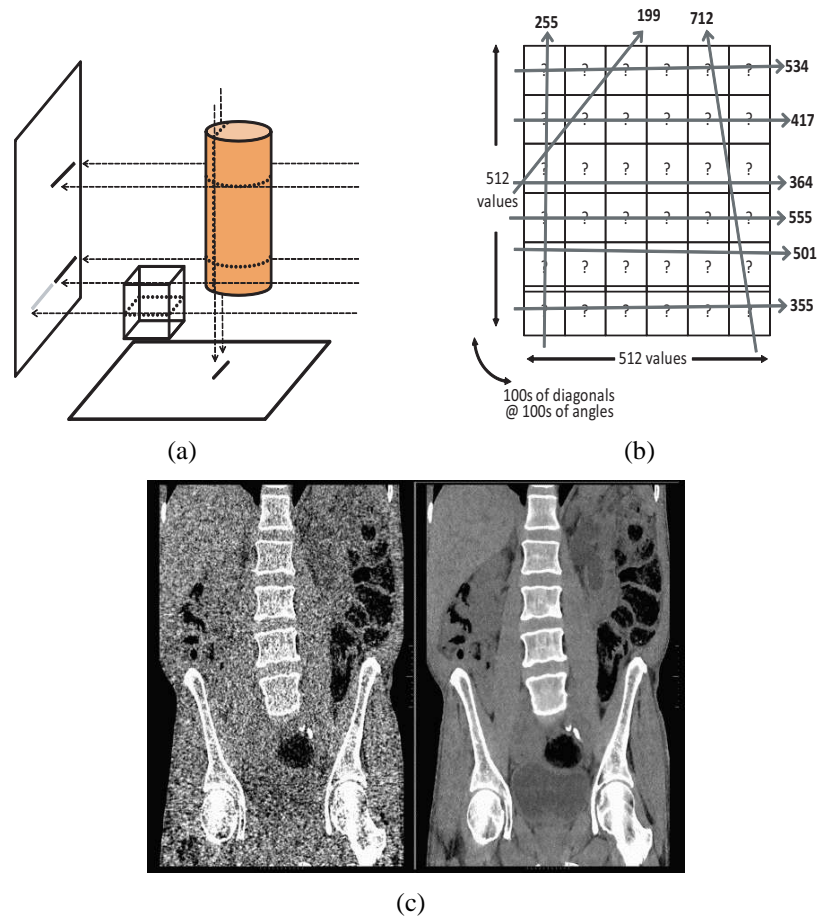 255 199 712
? ? ? ? ? ? 534
? ? ? ? ? ? 417
? ? ? ? ? ?
512
values
364
? ? ? ? ? ? 555
501
? ? ? ? ? ?
? ? ? ? ? ? 355
512 values
100s of diagonals
@ 100s of angles
(a) (b)
(c)